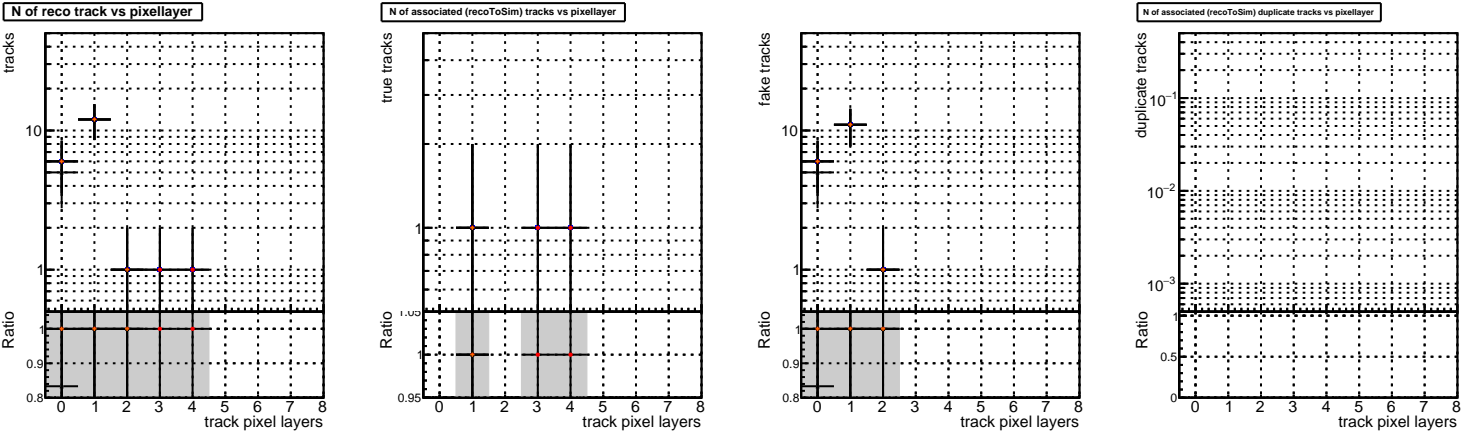 N of reco track vs pixellayer
tracks
10
1
Ratio
1
0.9
0.8
0 1 2 3 4 5 6 7 8
track pixel layers
N of associated (recoToSim) tracks vs pixellayer
true tracks
1
Ratio
1.05
1
0.95
0 1 2 3 4 5 6 7 8
track pixel layers
fake tracks
10
1
Ratio
1
0.9
0.8
0 1 2 3 4 5 6 7 8
track pixel layers
N of associated (recoToSim) duplicate tracks vs pixellayer
duplicate tracks
10⁻¹
10⁻²
10⁻³
Ratio
1
0.5
0
0 1 2 3 4 5 6 7 8
track pixel layers